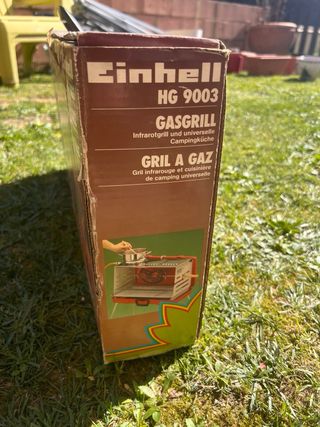 Einhell
HG 9003
GASGRILL
Infrarotgrill und universelle
Campingküche
GRIL A GAZ
Gril infrarouge et cuisinière
de camping universelle